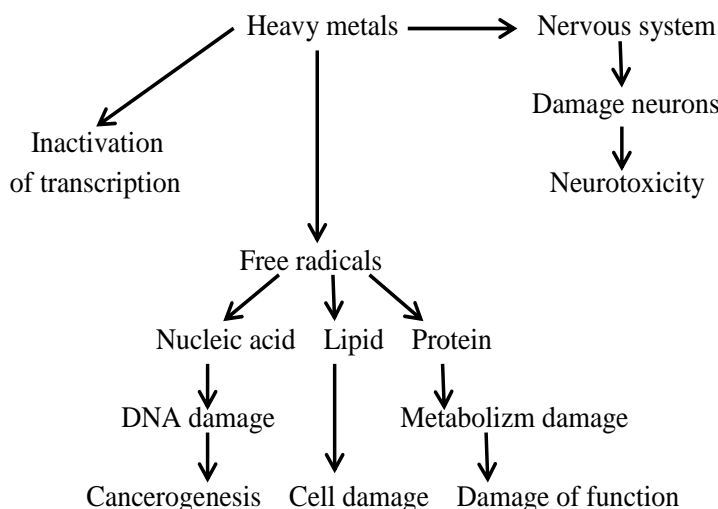 Heavy metals
Nervous system
Inactivation
of transcription
Damage neurons
Neurotoxicity
Free radicals
Nucleic acid
Lipid
Protein
DNA damage
Metabolizm damage
Cancerogenesis
Cell damage
Damage of function